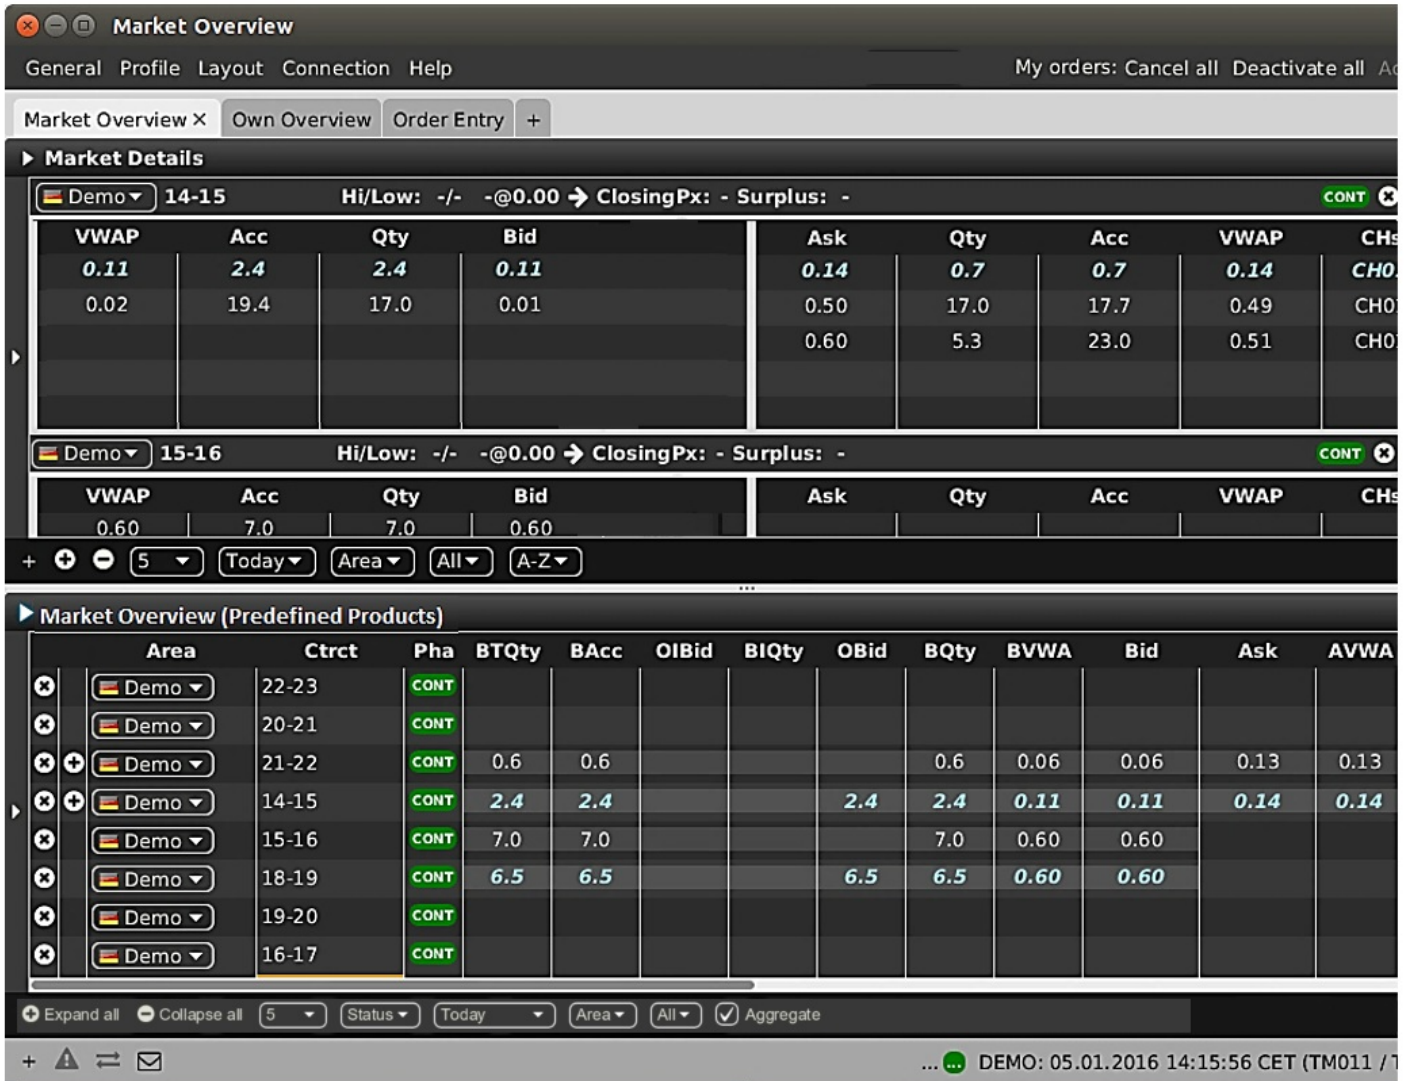 Market Overview
General Profile Layout Connection Help My orders: Cancel all Deactivate all
Market Overview × Own Overview Order Entry +
Market Details
Demo 14-15 Hi/Low: -/- -@0.00 → ClosingPx: - Surplus: - CONT
VWAP Acc Qty Bid Ask Qty Acc VWAP CHs
0.11 2.4 2.4 0.11 0.14 0.7 0.7 0.14 CH0
0.02 19.4 17.0 0.01 0.50 17.0 17.7 0.49 CH0
0.60 5.3 23.0 0.51 CH0
Demo 15-16 Hi/Low: -/- -@0.00 → ClosingPx: - Surplus: - CONT
VWAP Acc Qty Bid Ask Qty Acc VWAP CHs
0.60 7.0 7.0 0.60
+ 5 Today Area All A-Z
Market Overview (Predefined Products)
Area Ctrct Pha BTQty BAcc OIBid BIQty OBid BQty BVWA Bid Ask AVWA
Demo 22-23 CONT
Demo 20-21 CONT
Demo 21-22 CONT 0.6 0.6 0.6 0.06 0.06 0.13 0.13
Demo 14-15 CONT 2.4 2.4 2.4 2.4 0.11 0.11 0.14 0.14
Demo 15-16 CONT 7.0 7.0 7.0 0.60 0.60
Demo 18-19 CONT 6.5 6.5 6.5 6.5 0.60 0.60
Demo 19-20 CONT
Demo 16-17 CONT
Expand all Collapse all 5 Status Today Area All Aggregate
+ ... DEMO: 05.01.2016 14:15:56 CET (TM011 /